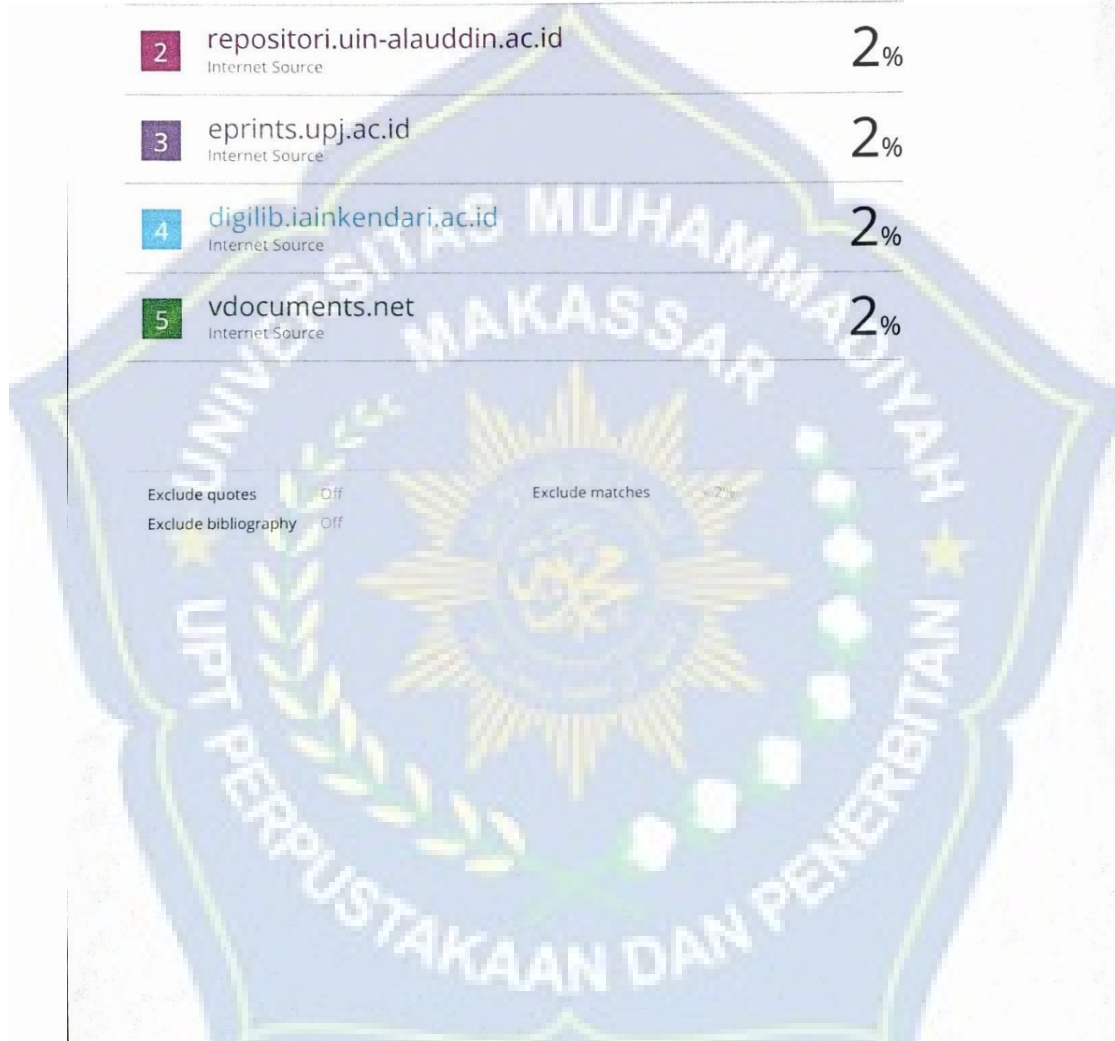 2 repositori.uin-alauddin.ac.id 2%
Internet Source
3 eprints.upj.ac.id 2%
Internet Source
4 digilib.iainkendari.ac.id 2%
Internet Source
5 vdocuments.net 2%
Internet Source
Exclude quotes Off Exclude matches < 2%
Exclude bibliography Off
UNIVERSITAS MUHAMMADIYAH
MAKASSAR
UPT PERPUSTAKAAN DAN PENERBITAN